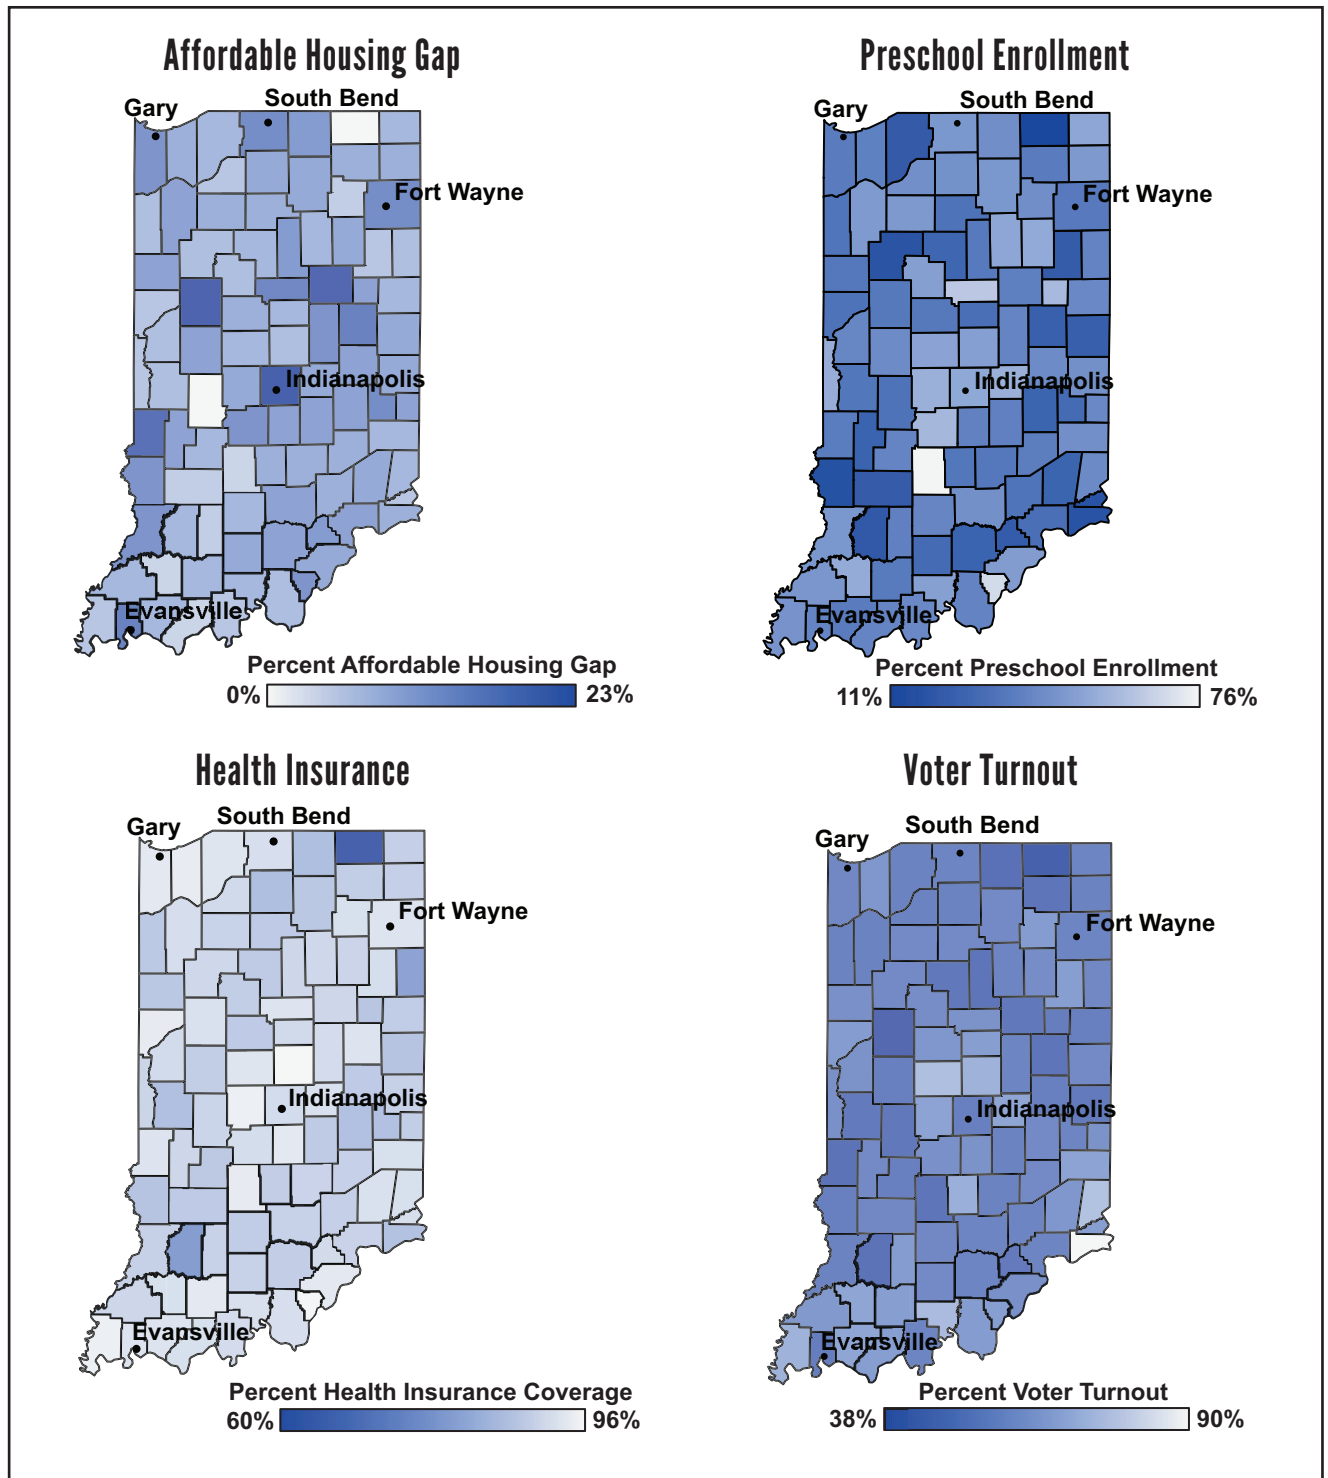 Affordable Housing Gap
Gary
South Bend
Fort Wayne
Indianapolis
Evansville
Percent Affordable Housing Gap
0%
23%
Preschool Enrollment
Gary
South Bend
Fort Wayne
Indianapolis
Evansville
Percent Preschool Enrollment
11%
76%
Health Insurance
Gary
South Bend
Fort Wayne
Indianapolis
Evansville
Percent Health Insurance Coverage
60%
96%
Voter Turnout
Gary
South Bend
Fort Wayne
Indianapolis
Evansville
Percent Voter Turnout
38%
90%